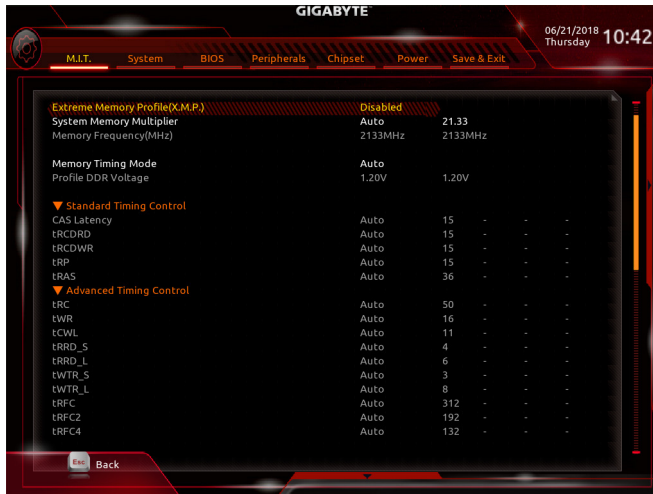 GIGABYTE™
06/21/2018 Thursday 10:42
M.I.T. System BIOS Peripherals Chipset Power Save & Exit
Extreme Memory Profile(X.M.P.) Disabled
System Memory Multiplier Auto 21.33
Memory Frequency(MHz) 2133MHz 2133MHz
Memory Timing Mode Auto
Profile DDR Voltage 1.20V 1.20V
▼ Standard Timing Control
CAS Latency Auto 15 - - -
tRCDRD Auto 15 - - -
tRCDWR Auto 15 - - -
tRP Auto 15 - - -
tRAS Auto 36 - - -
▼ Advanced Timing Control
tRC Auto 50 - - -
tWR Auto 16 - - -
tCWL Auto 11 - - -
tRRD_S Auto 4 - - -
tRRD_L Auto 6 - - -
tWTR_S Auto 3 - - -
tWTR_L Auto 8 - - -
tRFC Auto 312 - - -
tRFC2 Auto 192 - - -
tRFC4 Auto 132 - - -
Esc Back